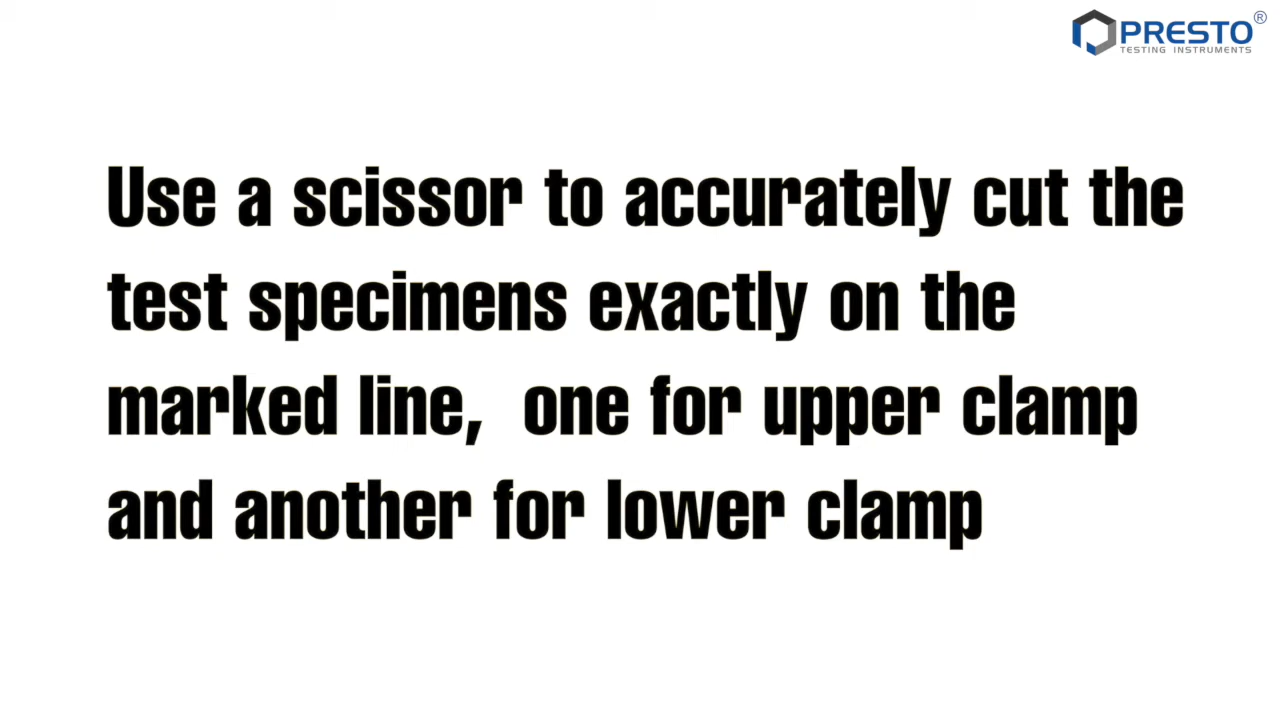 PRESTO®
TESTING INSTRUMENTS
Use a scissor to accurately cut the
test specimens exactly on the
marked line,  one for upper clamp
and another for lower clamp